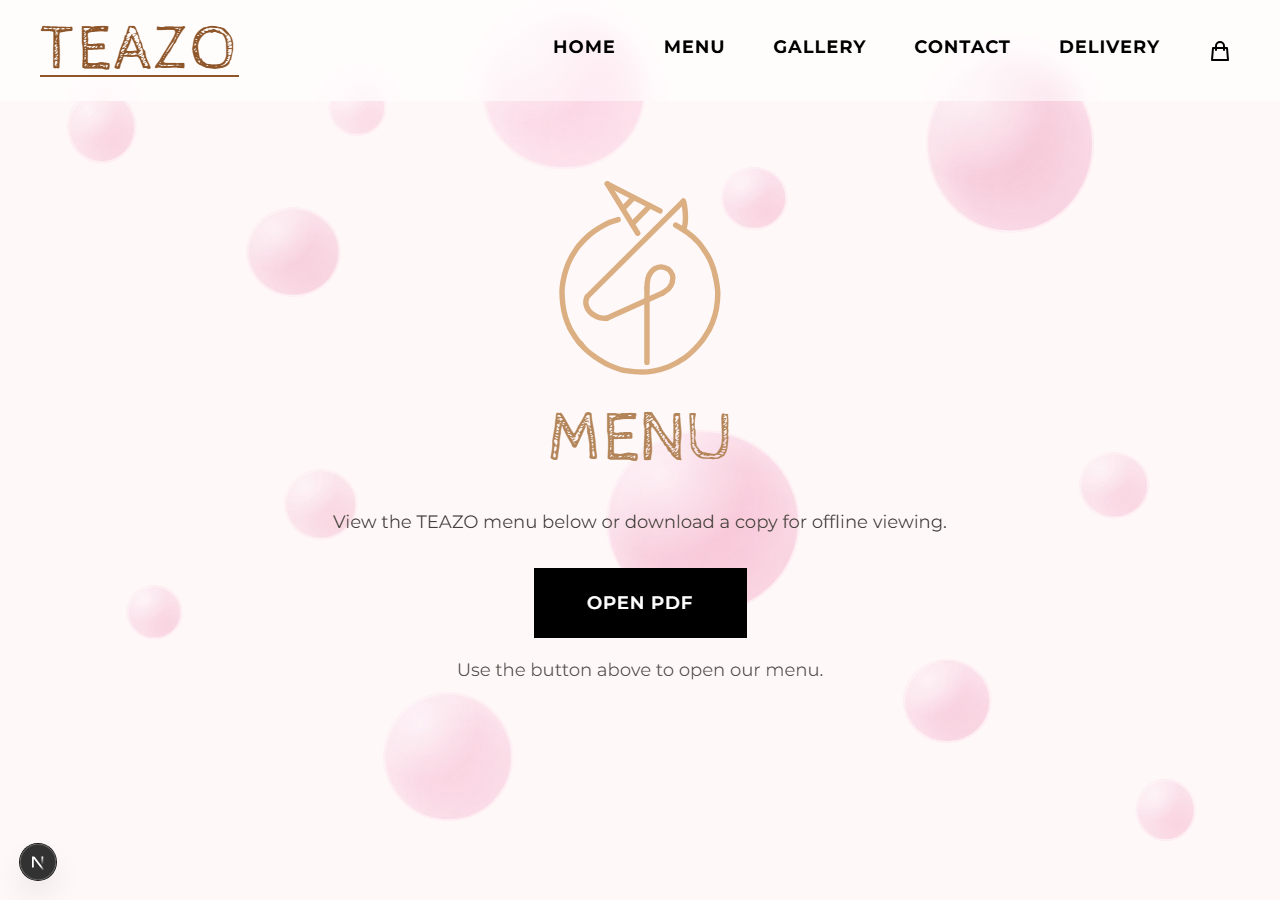 TEAZO
HOME MENU GALLERY CONTACT DELIVERY
MENU
View the TEAZO menu below or download a copy for offline viewing.
OPEN PDF
Use the button above to open our menu.
N